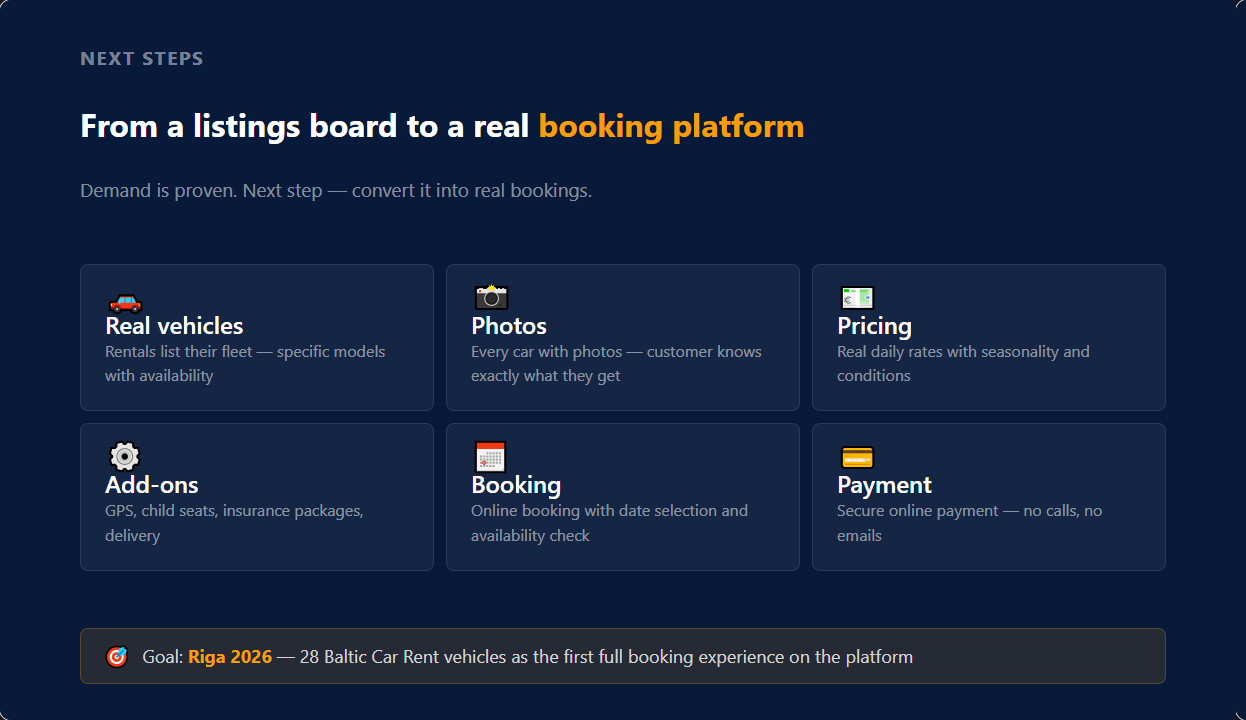 NEXT STEPS
From a listings board to a real booking platform
Demand is proven. Next step — convert it into real bookings.
Real vehicles
Rentals list their fleet — specific models
with availability
Photos
Every car with photos — customer knows
exactly what they get
Pricing
Real daily rates with seasonality and
conditions
Add-ons
GPS, child seats, insurance packages,
delivery
Booking
Online booking with date selection and
availability check
Payment
Secure online payment — no calls, no
emails
Goal: Riga 2026 — 28 Baltic Car Rent vehicles as the first full booking experience on the platform